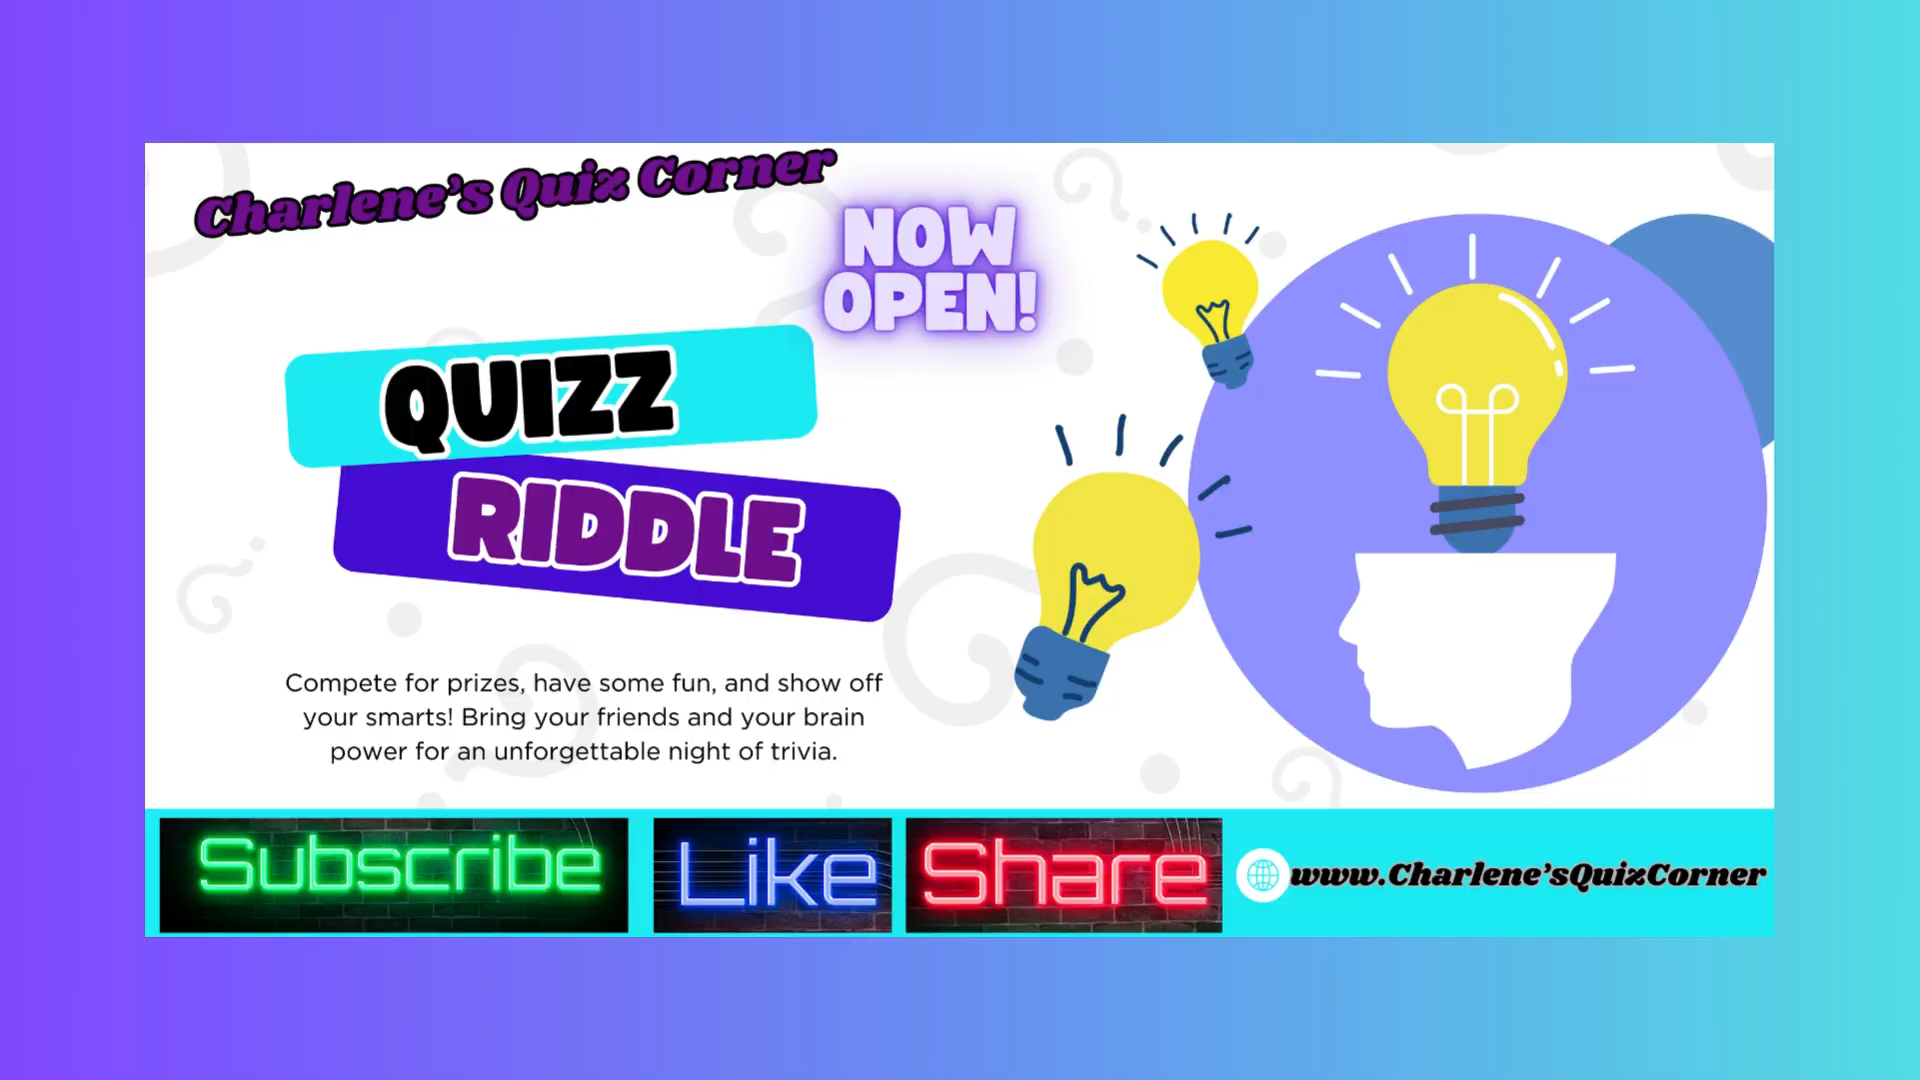 Charlene's Quiz Corner
NOW
OPEN!
QUIZZ
RIDDLE
Compete for prizes, have some fun, and show off
your smarts! Bring your friends and your brain
power for an unforgettable night of trivia.
Subscribe
Like
Share
www.Charlene'sQuizCorner